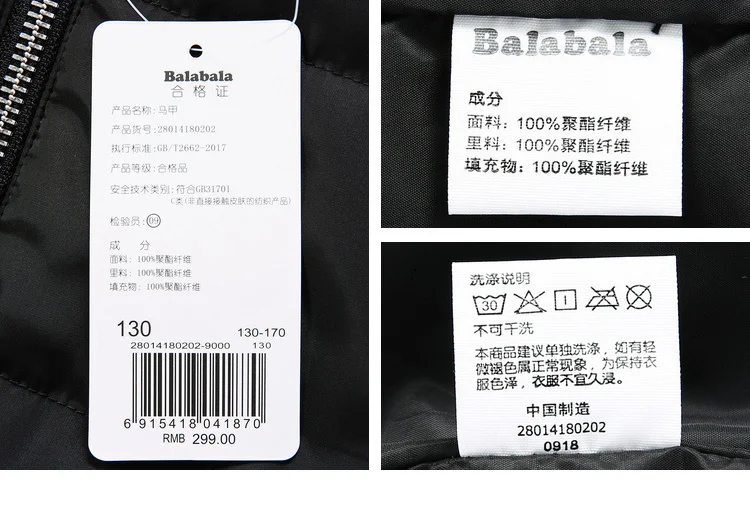 Balabala
合格证
产品名称:马甲
产品货号:28014180202
执行标准:GB/T2662-2017
产品等级:合格品
安全技术类别:符合GB31701
C类(非直接接触皮肤的纺织产品)
检验员:09
成 分
面料:100%聚酯纤维
里料:100%聚酯纤维
填充物:100%聚酯纤维
130 130-170
28014180202-9000 130
6 915418 041870
RMB 299.00
Balabala
成分
面料:100%聚酯纤维
里料:100%聚酯纤维
填充物:100%聚酯纤维
洗涤说明
30
不可干洗
本商品建议单独洗涤,如有轻
微褪色属正常现象,为保持衣
服色泽,衣服不宜久浸。
中国制造
28014180202
0918